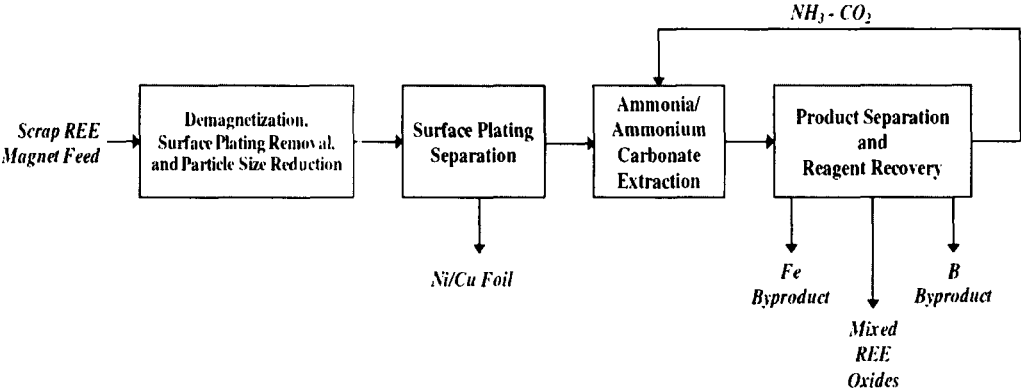 NH₃ - CO₂
Scrap REE
Magnet Feed
Demagnetization,
Surface Plating Removal,
and Particle Size Reduction
Surface Plating
Separation
Ammonia/
Ammonium
Carbonate
Extraction
Product Separation
and
Reagent Recovery
Ni/Cu Foil
Fe
Byproduct
Mixed
REE
Oxides
B
Byproduct